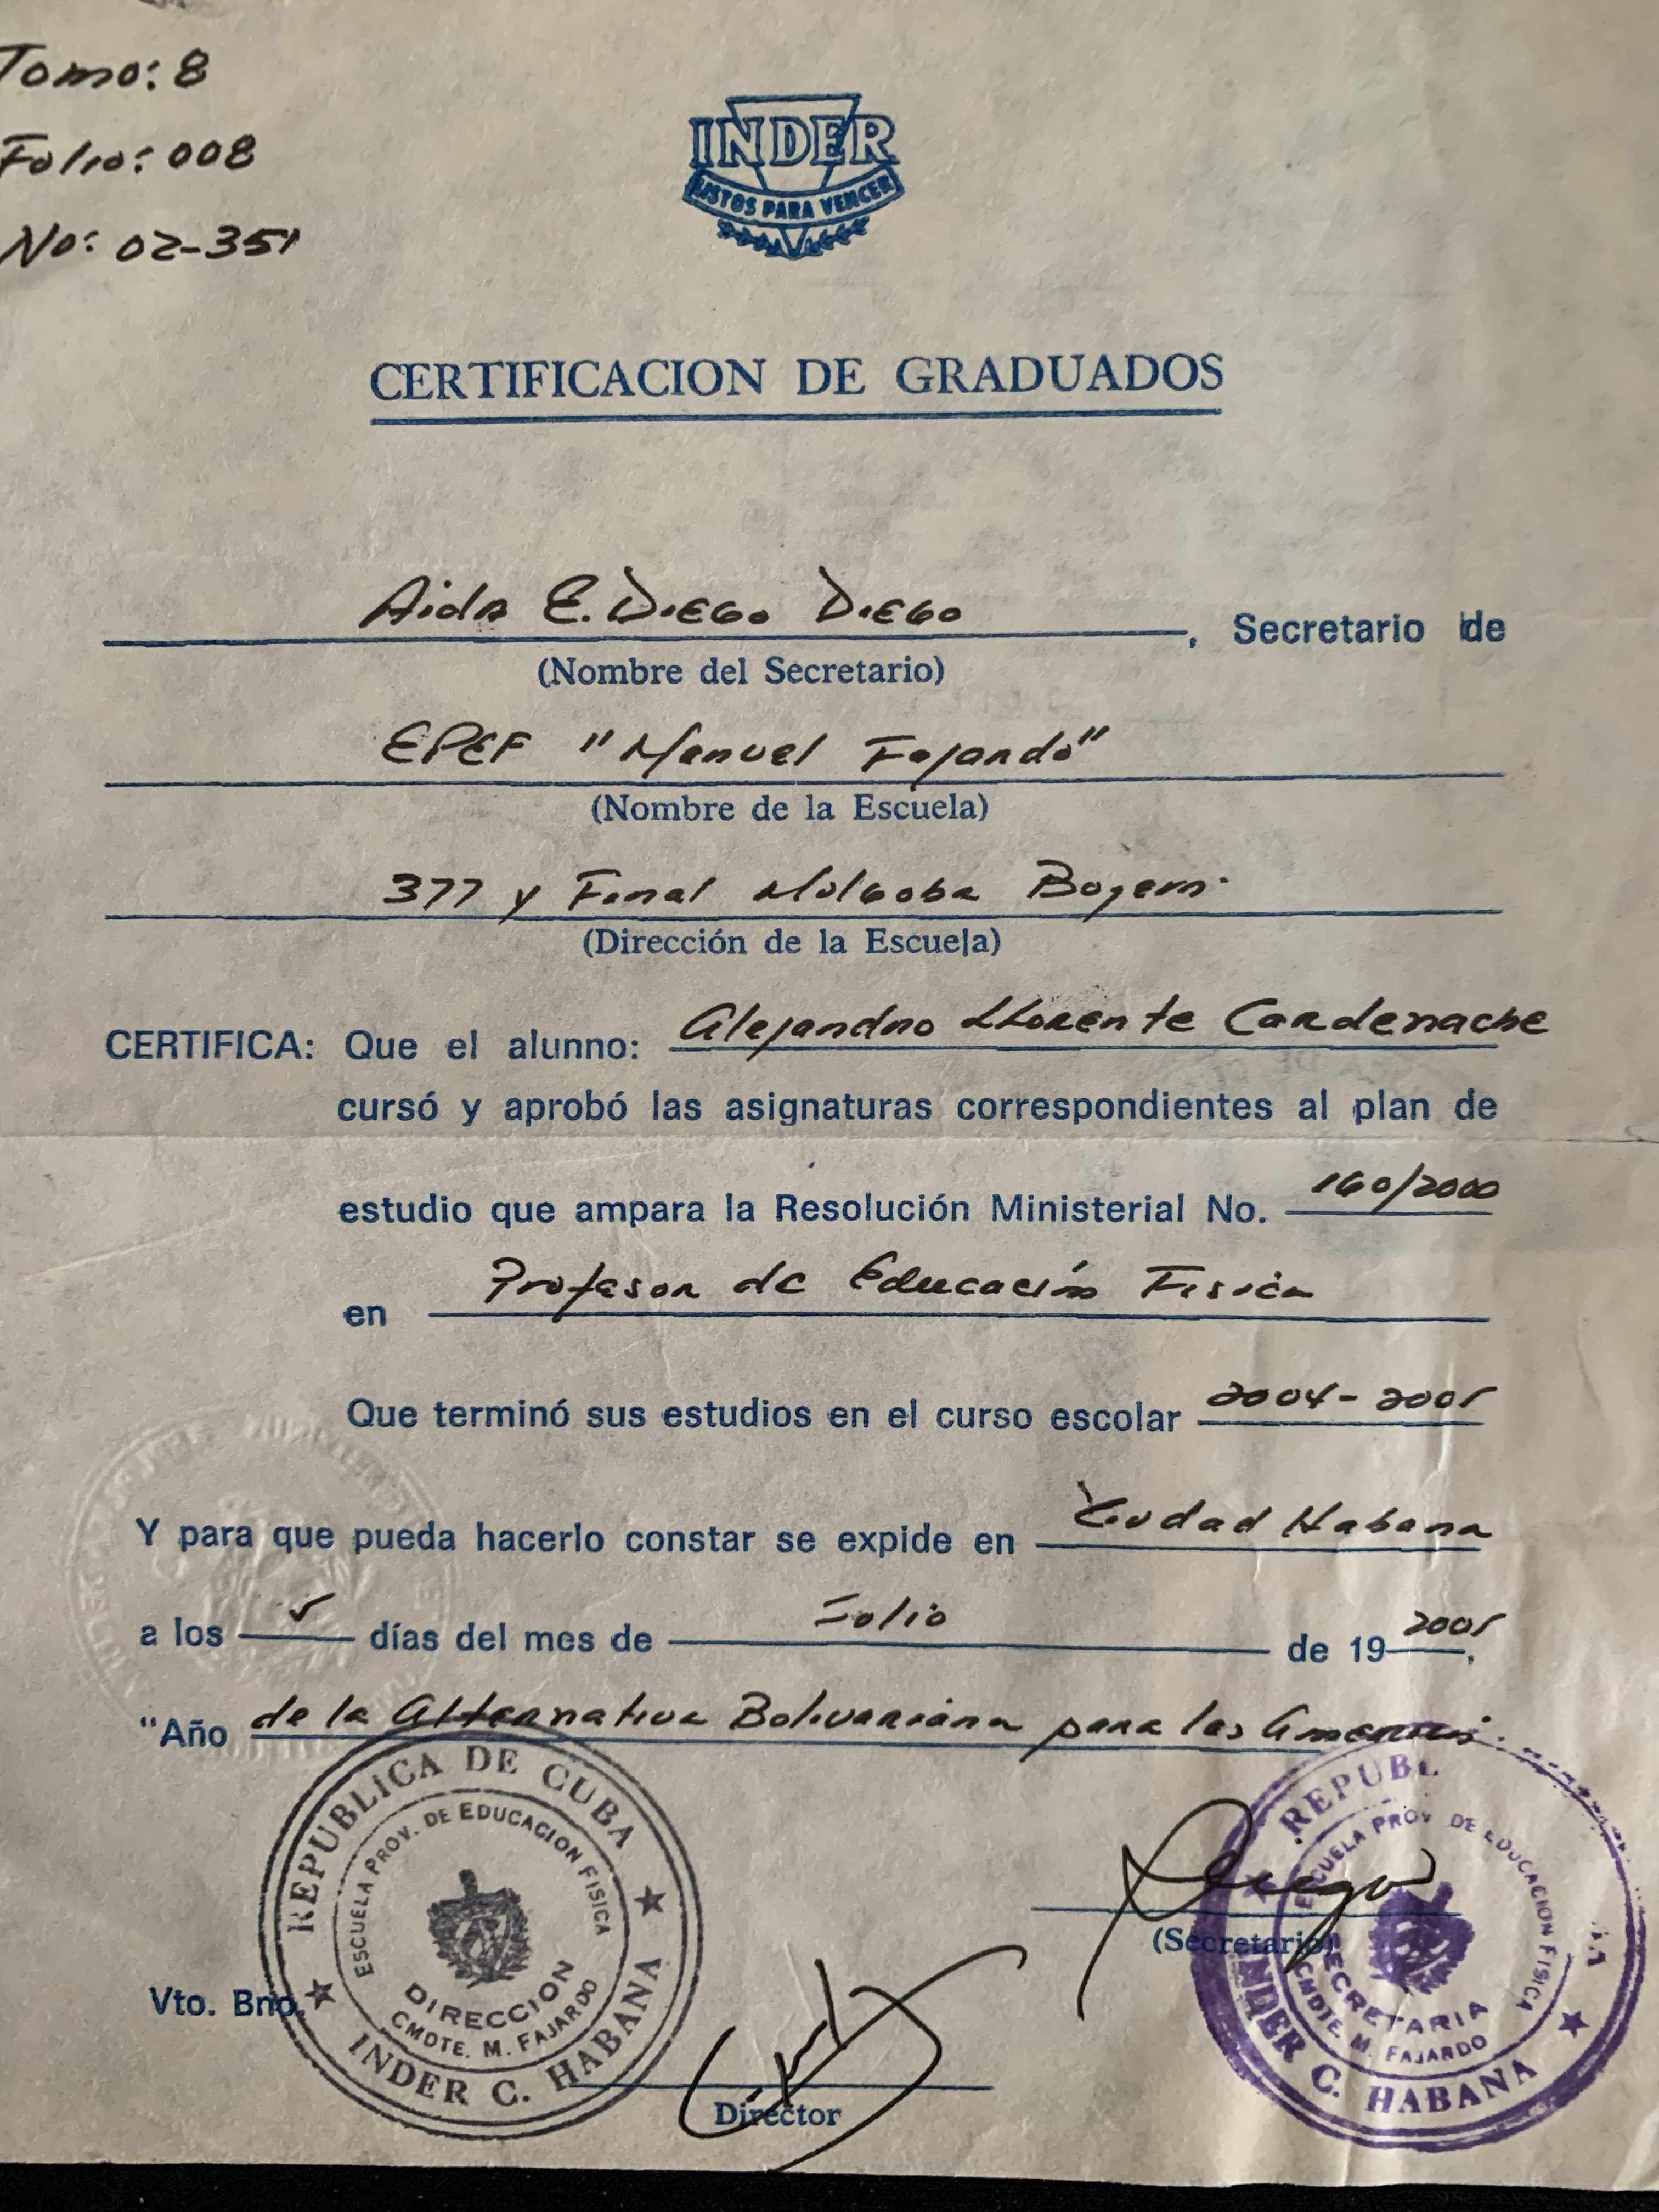 Tomo: 8
Folio: 008
No: 02-351
INDER
LISTOS PARA VENCER
CERTIFICACION DE GRADUADOS
Aida E. Diego Diego, Secretario de
(Nombre del Secretario)
EPEF "Manuel Fajardo"
(Nombre de la Escuela)
377 y Final Mulgoba Boyeros
(Dirección de la Escuela)
CERTIFICA: Que el alunno: Alejandro Llorente Cardenache
cursó y aprobó las asignaturas correspondientes al plan de
estudio que ampara la Resolución Ministerial No. 160/2000
en Profesor de Educación Fisica
Que terminó sus estudios en el curso escolar 2004-2005
Y para que pueda hacerlo constar se expide en Ciudad Habana
a los 5 días del mes de Julio de 19 2005,
"Año de la Alternativa Bolivariana para las Americas.
REPUBLICA DE CUBA
ESCUELA PROV. DE EDUCACION FISICA
DIRECCION
CMDTE. M. FAJARDO
INDER C. HABANA
REPUBL
ESCUELA PROV DE EDUCACION FISICA
SECRETARIA
CMDTE. M. FAJARDO
INDER C. HABANA
(Secretario)
Vto. Bno.
Director